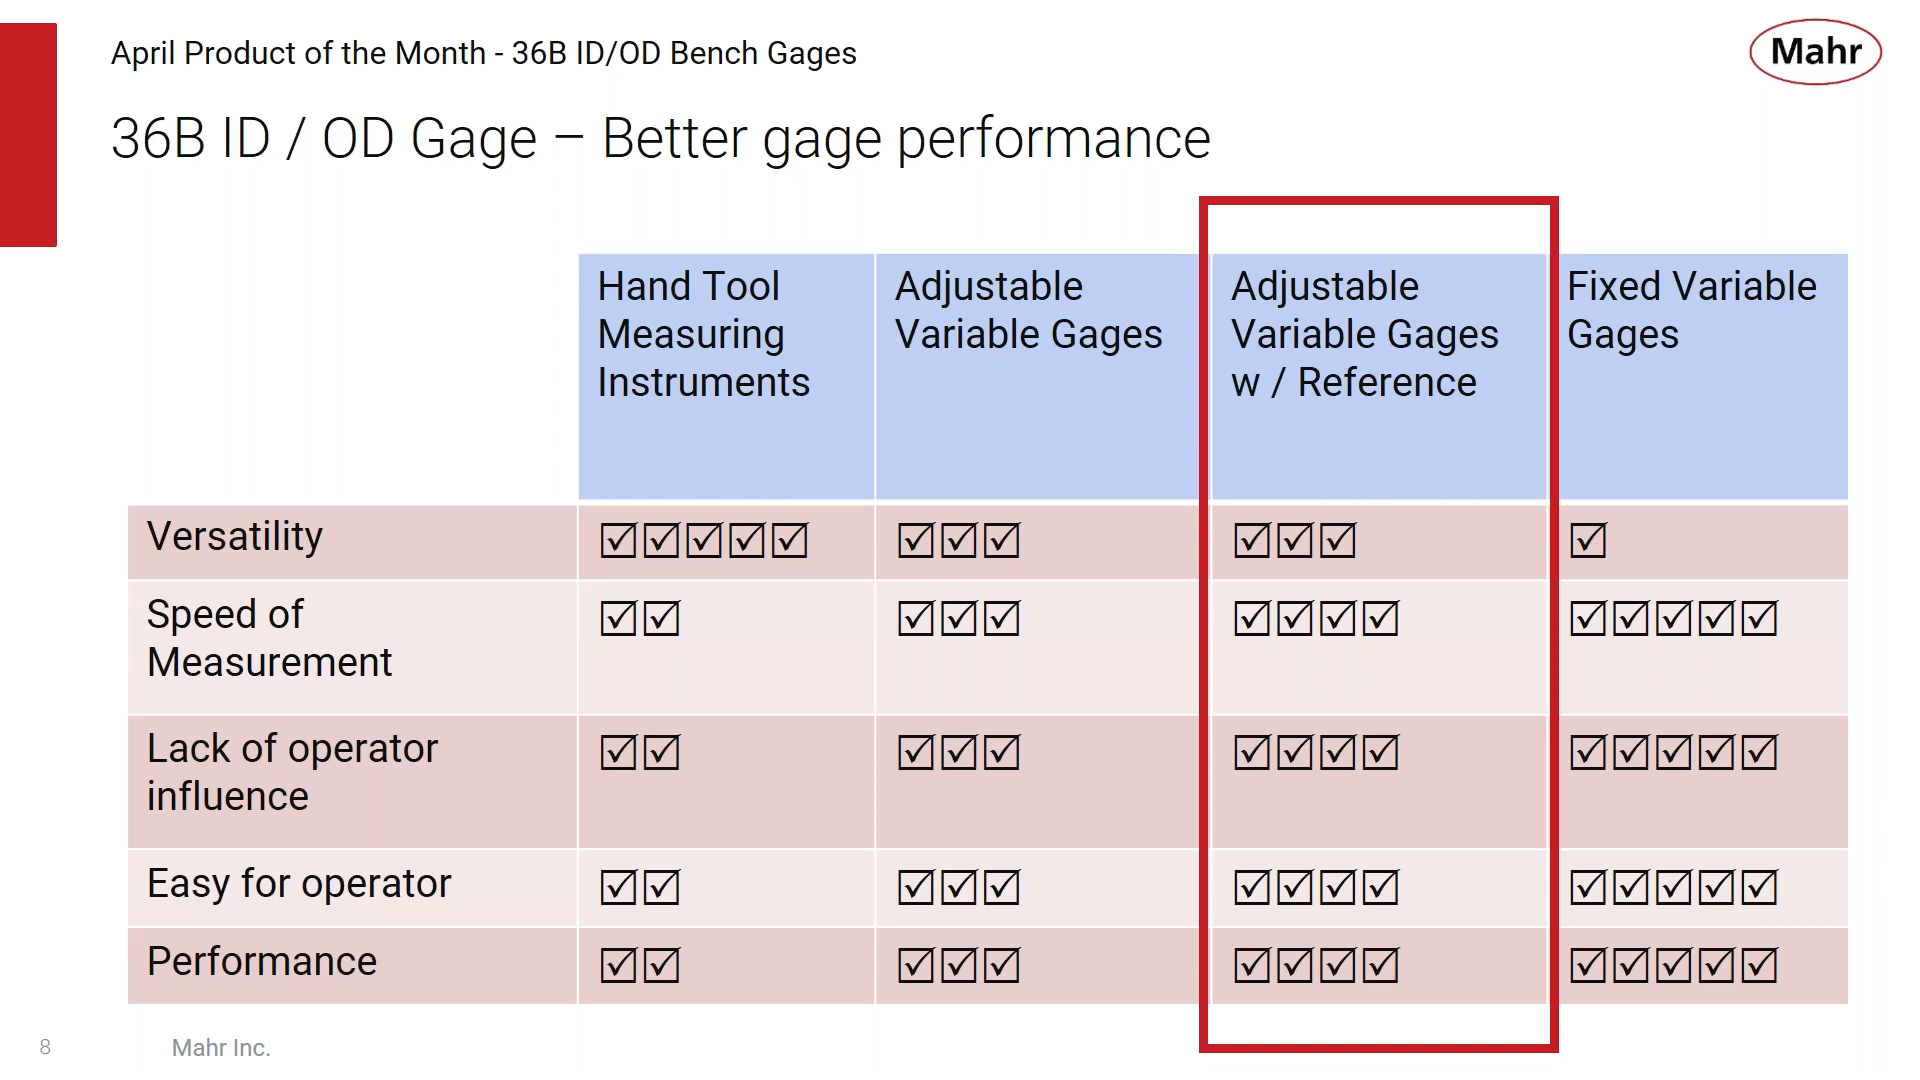 April Product of the Month - 36B ID/OD Bench Gages
Mahr
36B ID / OD Gage – Better gage performance
Hand Tool
Measuring
Instruments
Adjustable
Variable Gages
Adjustable
Variable Gages
w / Reference
Fixed Variable
Gages
Versatility
☑☑☑☑☑
☑☑☑
☑☑☑
☑
Speed of
Measurement
☑☑
☑☑☑
☑☑☑☑
☑☑☑☑☑
Lack of operator
influence
☑☑
☑☑☑
☑☑☑☑
☑☑☑☑☑
Easy for operator
☑☑
☑☑☑
☑☑☑☑
☑☑☑☑☑
Performance
☑☑
☑☑☑
☑☑☑☑
☑☑☑☑☑
8
Mahr Inc.